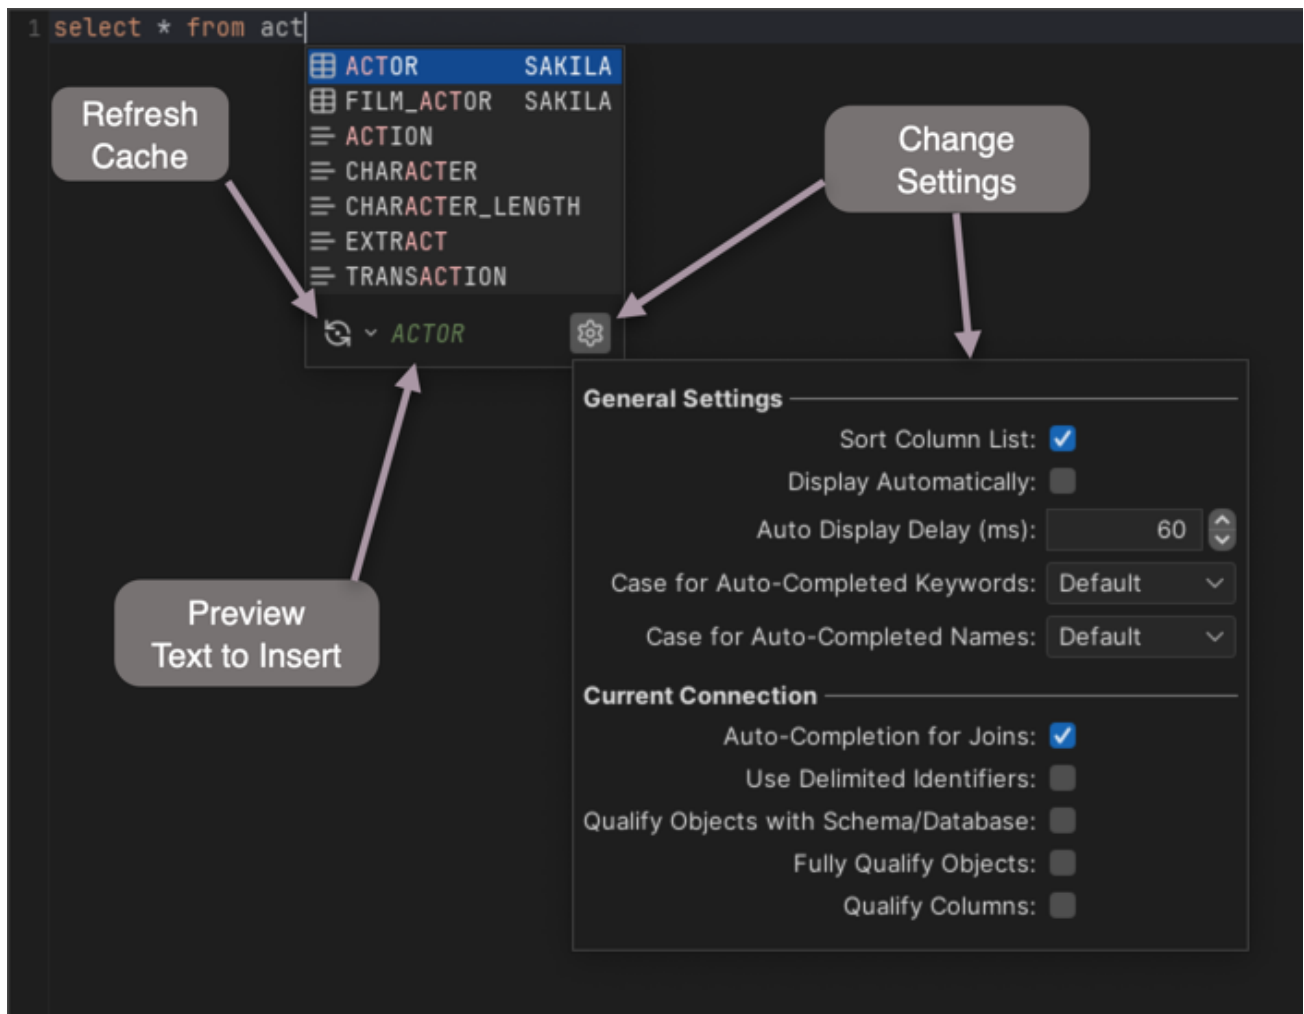 1 select * from act
ACTOR SAKILA
FILM_ACTOR SAKILA
ACTION
CHARACTER
CHARACTER_LENGTH
EXTRACT
TRANSACTION
ACTOR
Refresh
Cache
Change
Settings
Preview
Text to Insert
General Settings
Sort Column List:
Display Automatically:
Auto Display Delay (ms): 60
Case for Auto-Completed Keywords: Default
Case for Auto-Completed Names: Default
Current Connection
Auto-Completion for Joins:
Use Delimited Identifiers:
Qualify Objects with Schema/Database:
Fully Qualify Objects:
Qualify Columns: